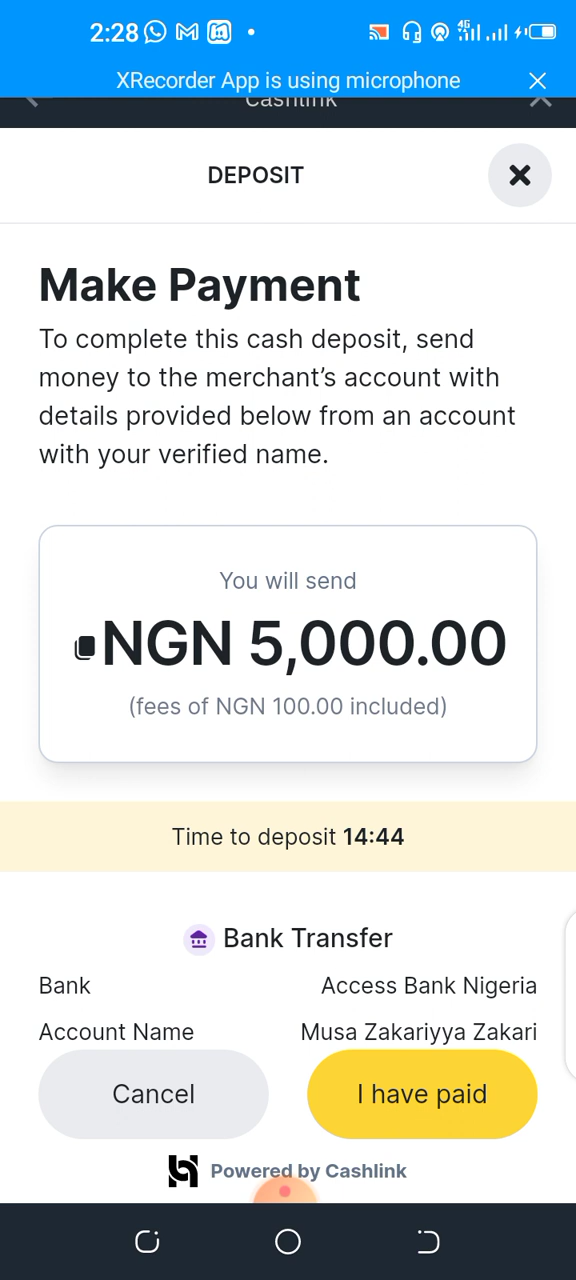 2:28
4G
XRecorder App is using microphone
Cashlink
DEPOSIT
Make Payment
To complete this cash deposit, send
money to the merchant’s account with
details provided below from an account
with your verified name.
You will send
NGN 5,000.00
(fees of NGN 100.00 included)
Time to deposit 14:44
Bank Transfer
Bank Access Bank Nigeria
Account Name Musa Zakariyya Zakari
Cancel I have paid
Powered by Cashlink